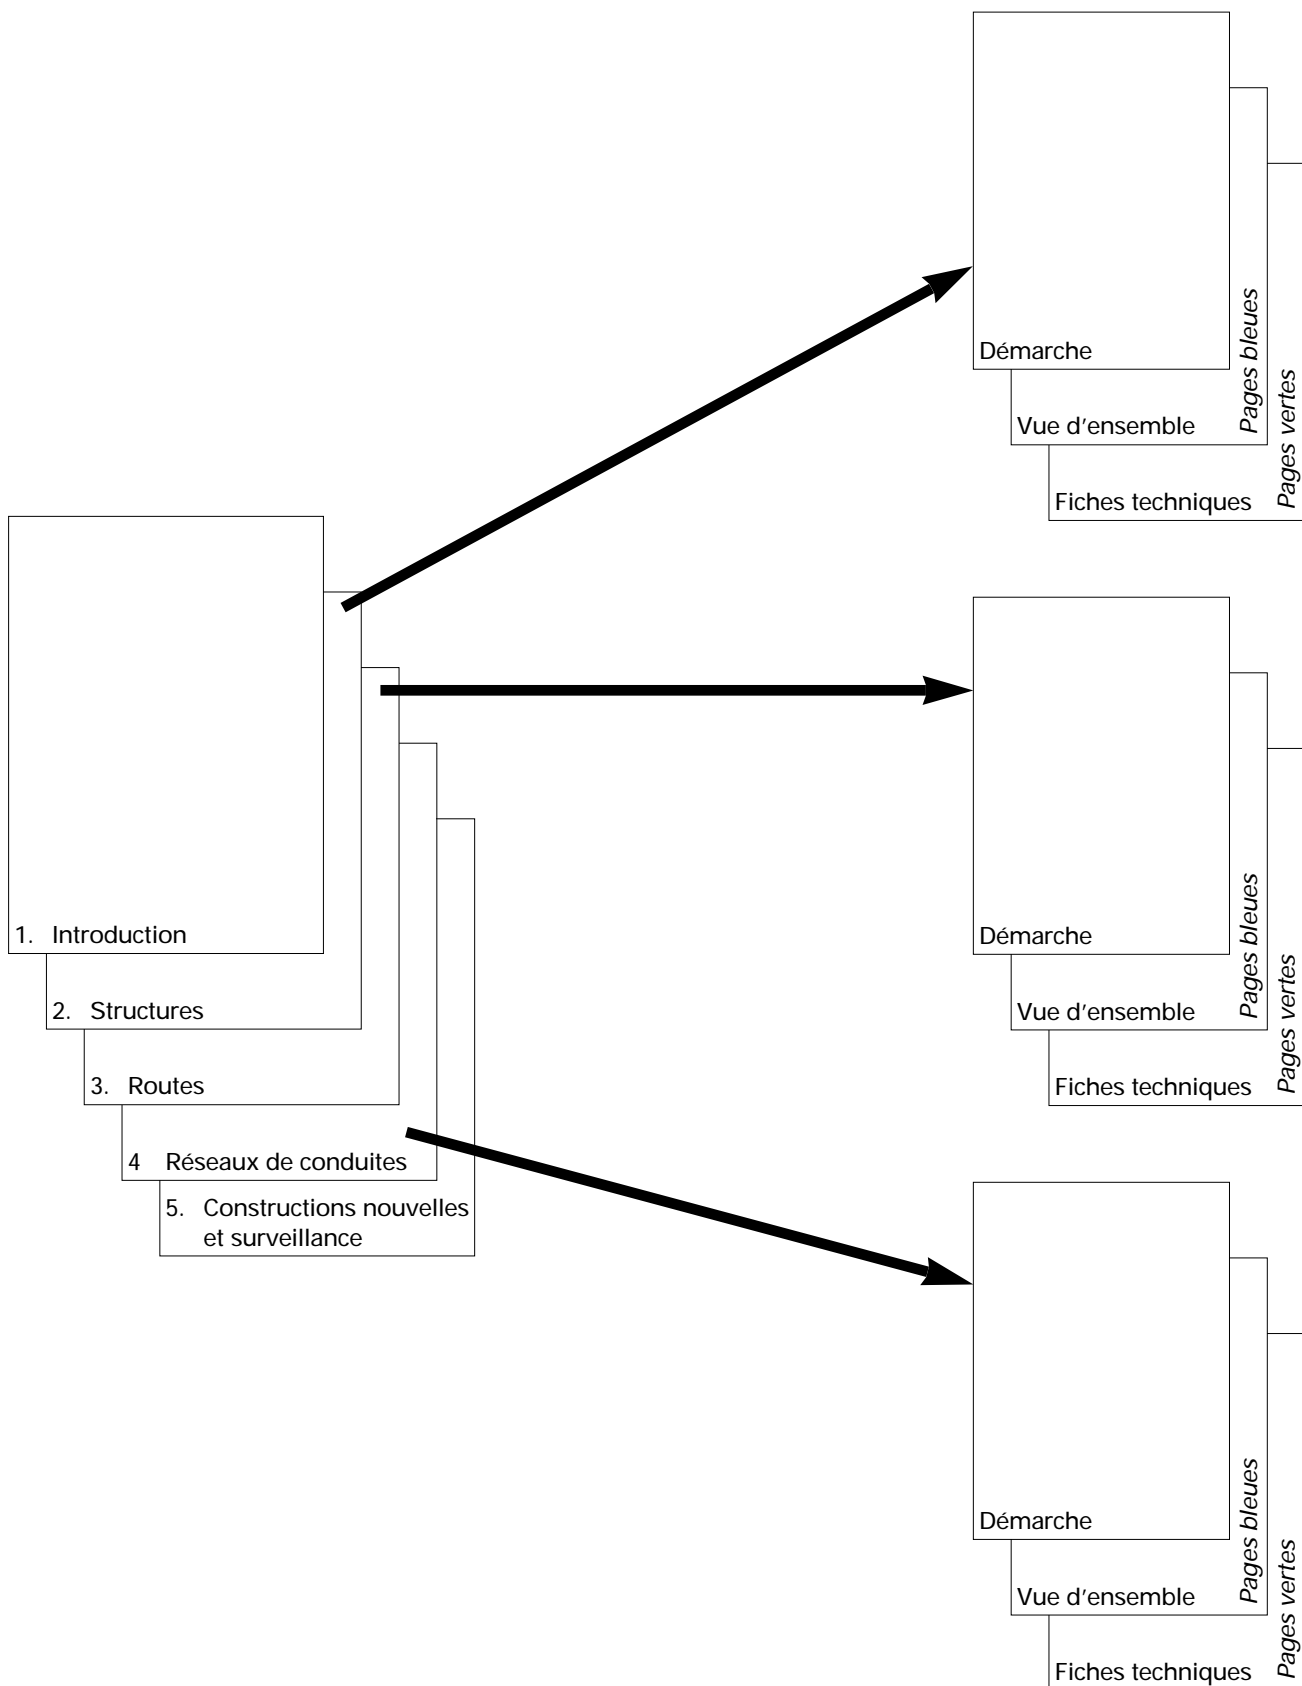 1. Introduction
2. Structures
3. Routes
4 Réseaux de conduites
5. Constructions nouvelles
et surveillance
Démarche
Vue d'ensemble
Pages bleues
Fiches techniques
Pages vertes
Démarche
Vue d'ensemble
Pages bleues
Fiches techniques
Pages vertes
Démarche
Vue d'ensemble
Pages bleues
Fiches techniques
Pages vertes